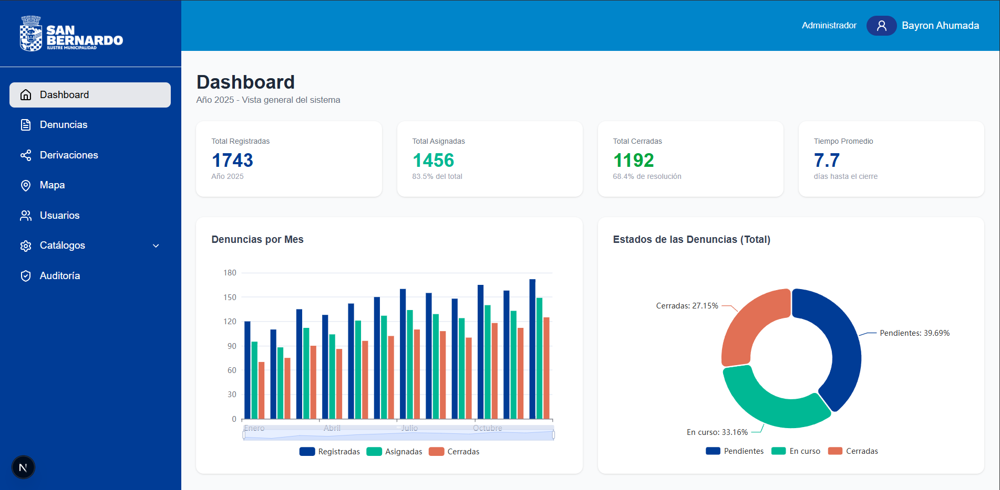 SAN
BERNARDO
ILUSTRE MUNICIPALIDAD
Administrador
Bayron Ahumada
Dashboard
Denuncias
Derivaciones
Mapa
Usuarios
Catálogos
Auditoría
N
Dashboard
Año 2025 - Vista general del sistema
Total Registradas
1743
Año 2025
Total Asignadas
1456
83.5% del total
Total Cerradas
1192
68.4% de resolución
Tiempo Promedio
7.7
días hasta el cierre
Denuncias por Mes
180
150
120
90
60
30
0
Enero Abril Julio Octubre
Registradas Asignadas Cerradas
Estados de las Denuncias (Total)
Cerradas: 27.15%
Pendientes: 39.69%
En curso: 33.16%
Pendientes En curso Cerradas